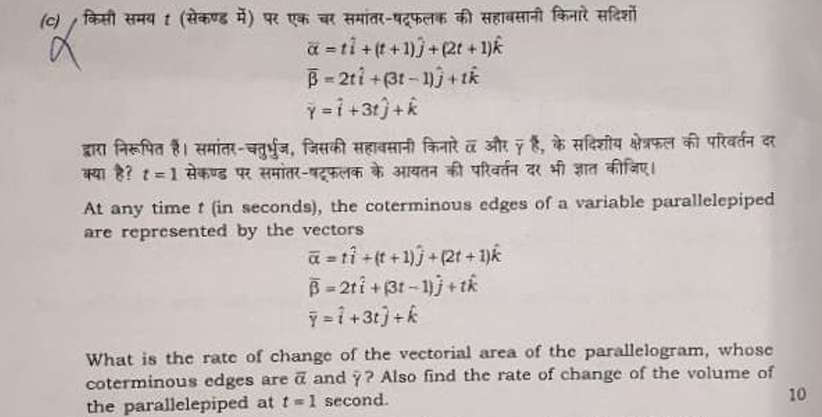 (c) किसी समय t (सेकण्ड में) पर एक चर समांतर-षट्फलक की सहावसानी किनारे सदिशों
ᾱ = tî + (t + 1)ĵ + (2t + 1)k̂
β̄ = 2tî + (3t − 1)ĵ + tk̂
γ̄ = î + 3tĵ + k̂
द्वारा निरूपित हैं। समांतर-चतुर्भुज, जिसकी सहावसानी किनारे ᾱ और γ̄ हैं, के सदिशीय क्षेत्रफल की परिवर्तन दर
क्या है? t = 1 सेकण्ड पर समांतर-षट्फलक के आयतन की परिवर्तन दर भी ज्ञात कीजिए।
At any time t (in seconds), the coterminous edges of a variable parallelepiped
are represented by the vectors
ᾱ = tî + (t + 1)ĵ + (2t + 1)k̂
β̄ = 2tî + (3t − 1)ĵ + tk̂
γ̄ = î + 3tĵ + k̂
What is the rate of change of the vectorial area of the parallelogram, whose
coterminous edges are ᾱ and γ̄? Also find the rate of change of the volume of
the parallelepiped at t = 1 second. 10